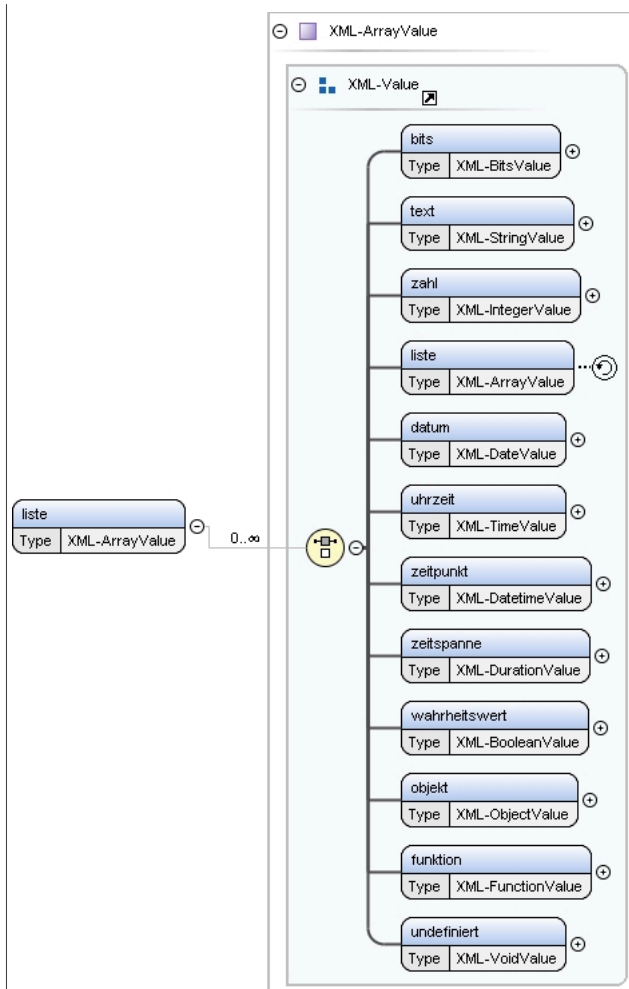 XML-ArrayValue
XML-Value
bits
Type XML-BitsValue
text
Type XML-StringValue
zahl
Type XML-IntegerValue
liste
Type XML-ArrayValue
datum
Type XML-DateValue
uhrzeit
Type XML-TimeValue
liste
Type XML-ArrayValue
0..∞
zeitpunkt
Type XML-DatetimeValue
zeitspanne
Type XML-DurationValue
wahrheitswert
Type XML-BooleanValue
objekt
Type XML-ObjectValue
funktion
Type XML-FunctionValue
undefiniert
Type XML-VoidValue